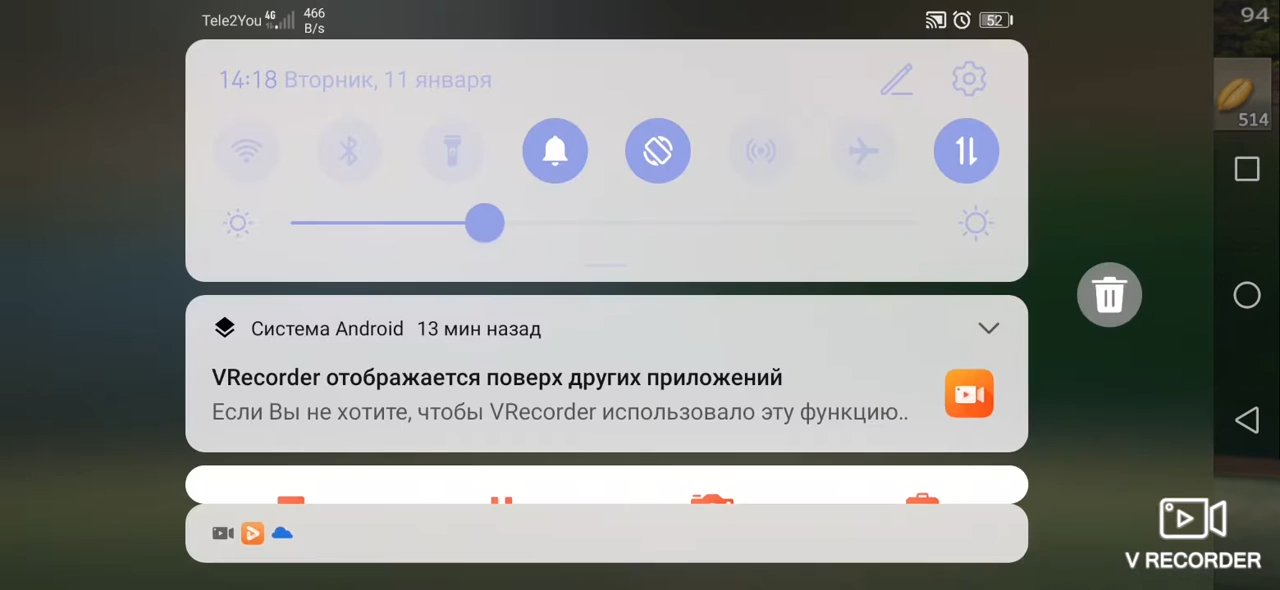 Tele2You 4G 466 B/s 52
94
14:18 Вторник, 11 января
514
Система Android 13 мин назад
VRecorder отображается поверх других приложений
Если Вы не хотите, чтобы VRecorder использовало эту функцию..
V RECORDER